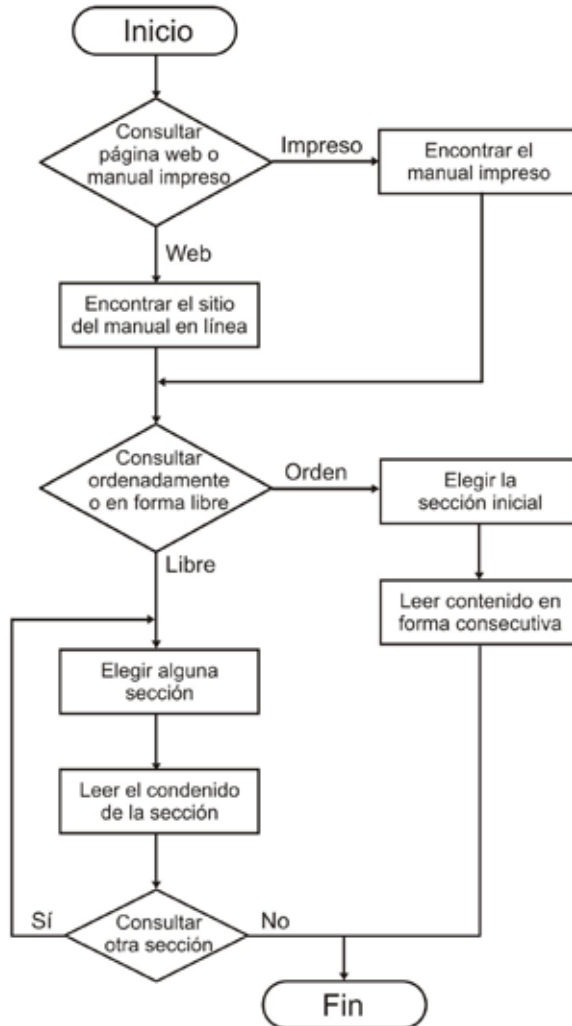 Inicio
Consultar
página web o
manual impreso
Impreso
Encontrar el
manual impreso
Web
Encontrar el sitio
del manual en línea
Consultar
ordenadamente
o en forma libre
Orden
Elegir la
sección inicial
Libre
Leer contenido en
forma consecutiva
Elegir alguna
sección
Leer el condenido
de la sección
Sí
Consultar
otra sección
No
Fin